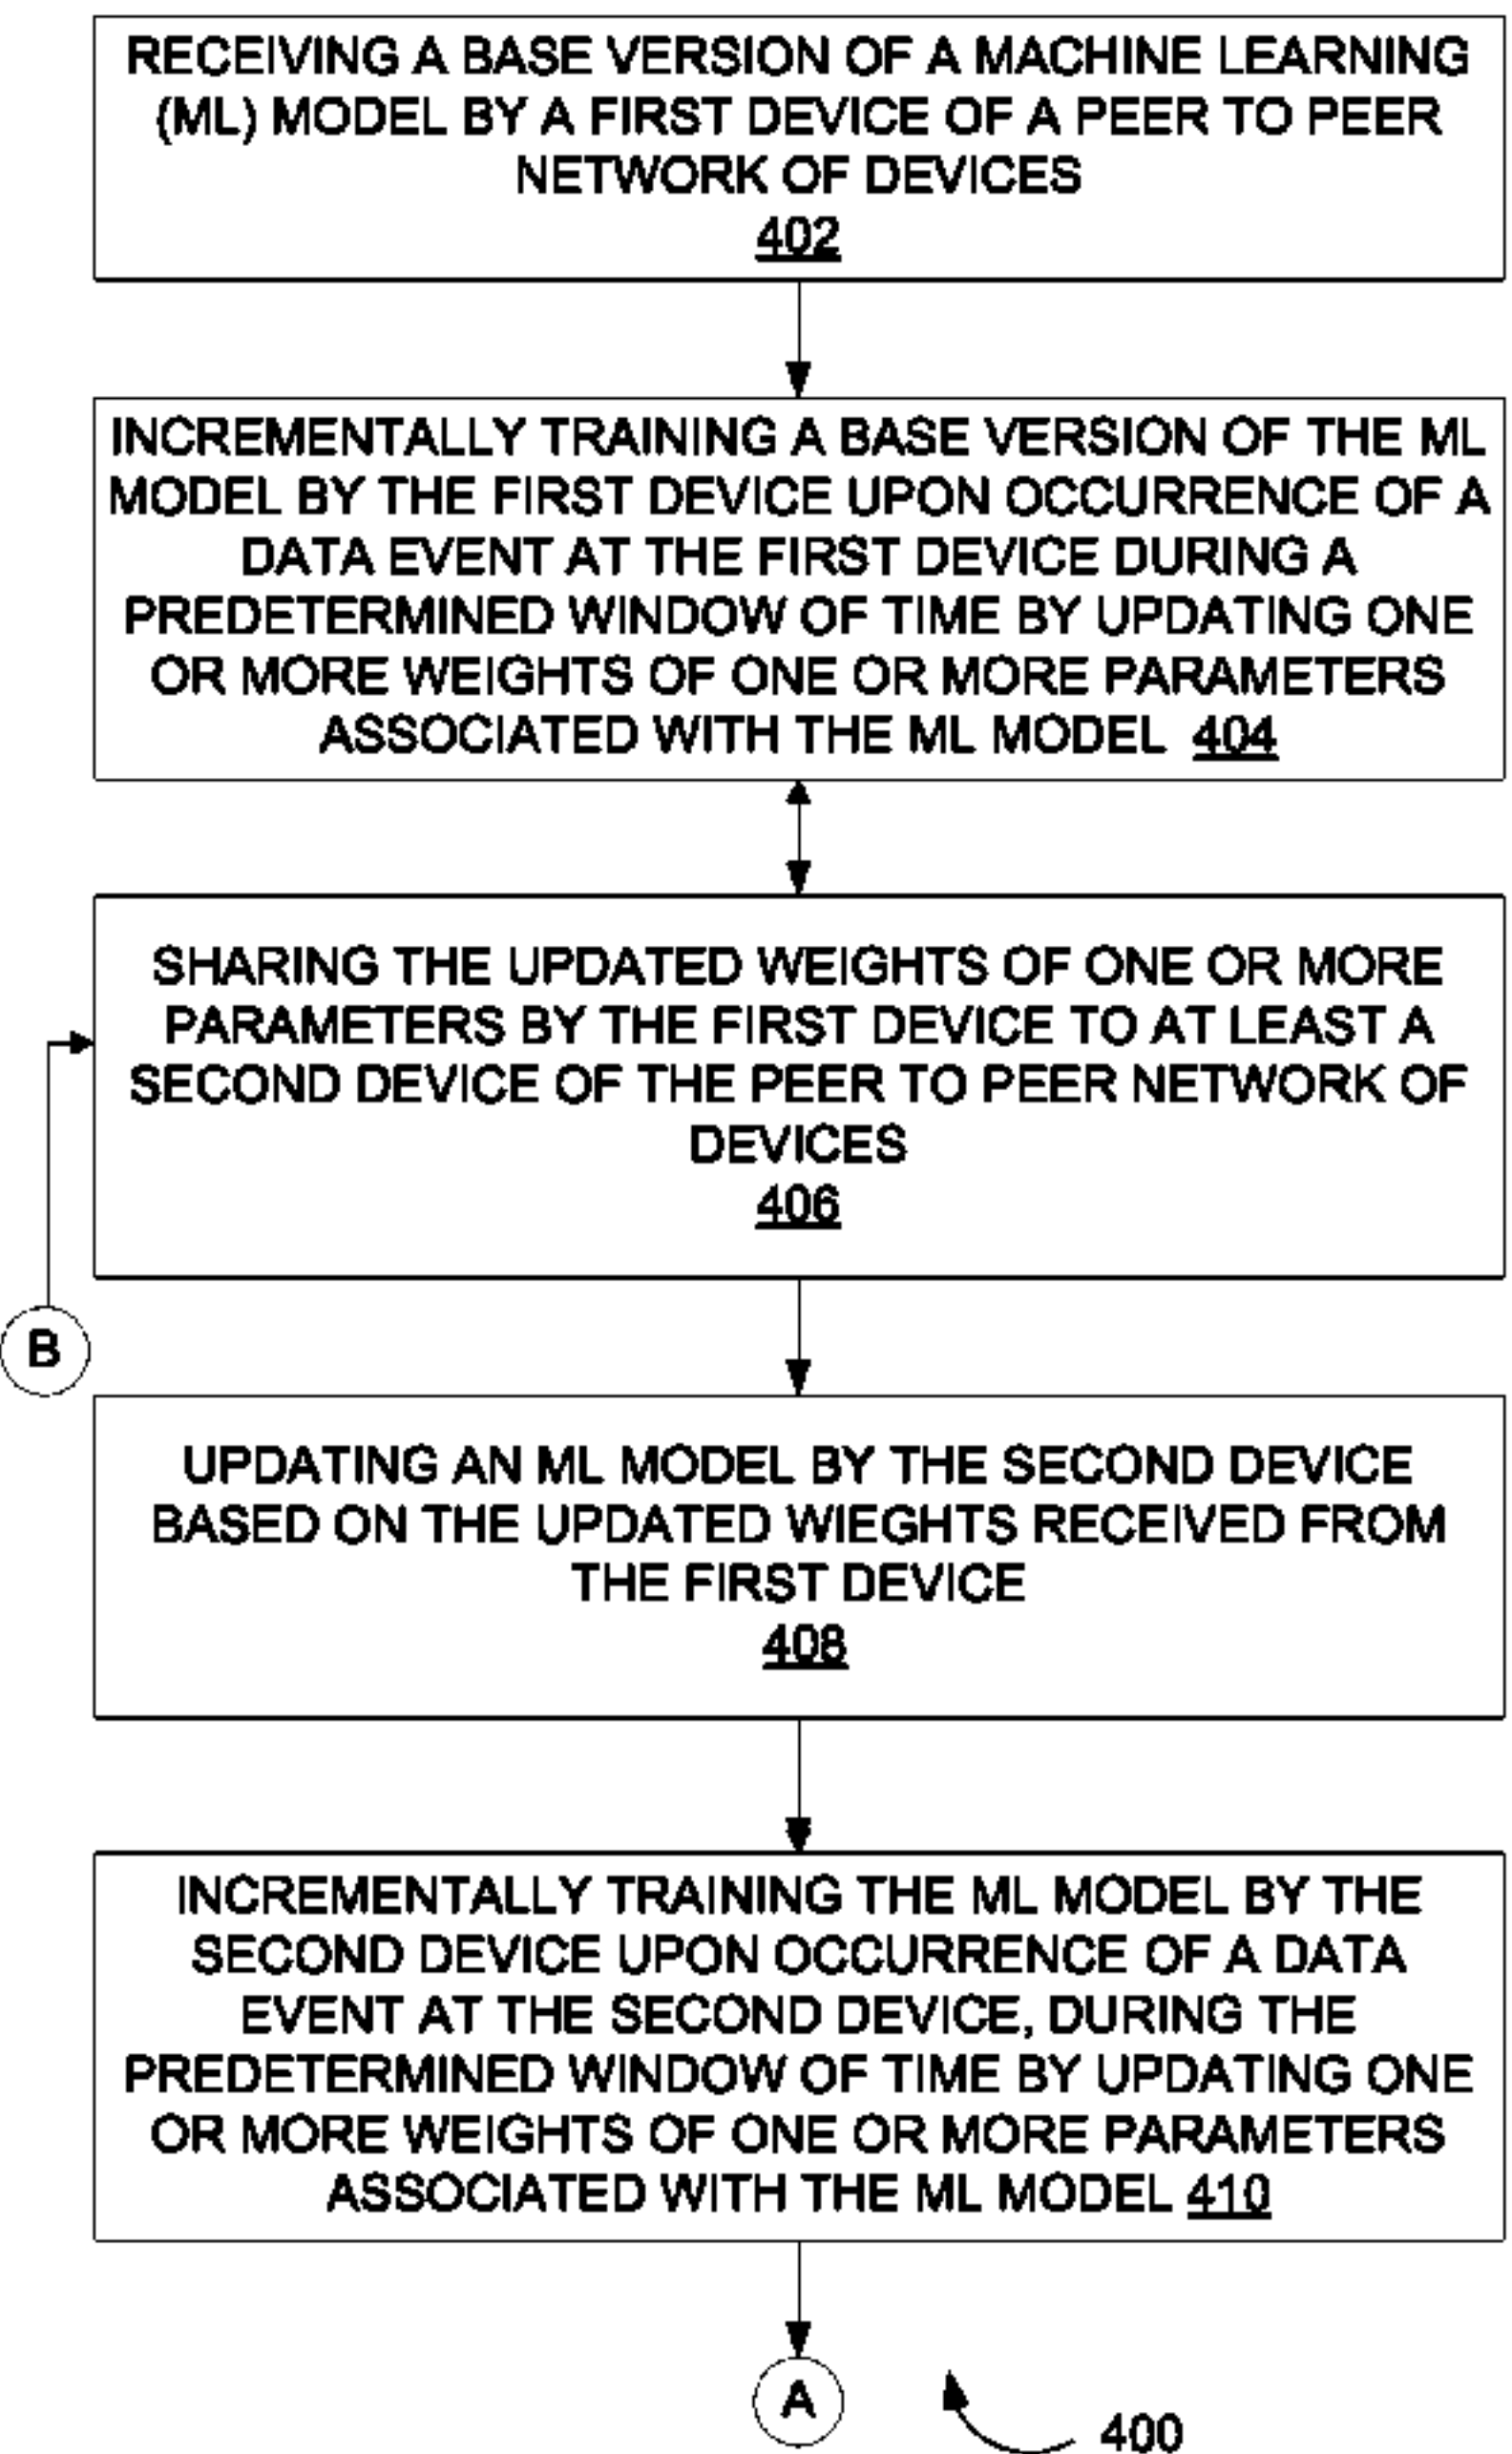 RECEIVING A BASE VERSION OF A MACHINE LEARNING
(ML) MODEL BY A FIRST DEVICE OF A PEER TO PEER
NETWORK OF DEVICES
402
INCREMENTALLY TRAINING A BASE VERSION OF THE ML
MODEL BY THE FIRST DEVICE UPON OCCURRENCE OF A
DATA EVENT AT THE FIRST DEVICE DURING A
PREDETERMINED WINDOW OF TIME BY UPDATING ONE
OR MORE WEIGHTS OF ONE OR MORE PARAMETERS
ASSOCIATED WITH THE ML MODEL 404
SHARING THE UPDATED WEIGHTS OF ONE OR MORE
PARAMETERS BY THE FIRST DEVICE TO AT LEAST A
SECOND DEVICE OF THE PEER TO PEER NETWORK OF
DEVICES
406
B
UPDATING AN ML MODEL BY THE SECOND DEVICE
BASED ON THE UPDATED WIEGHTS RECEIVED FROM
THE FIRST DEVICE
408
INCREMENTALLY TRAINING THE ML MODEL BY THE
SECOND DEVICE UPON OCCURRENCE OF A DATA
EVENT AT THE SECOND DEVICE, DURING THE
PREDETERMINED WINDOW OF TIME BY UPDATING ONE
OR MORE WEIGHTS OF ONE OR MORE PARAMETERS
ASSOCIATED WITH THE ML MODEL 410
A
400